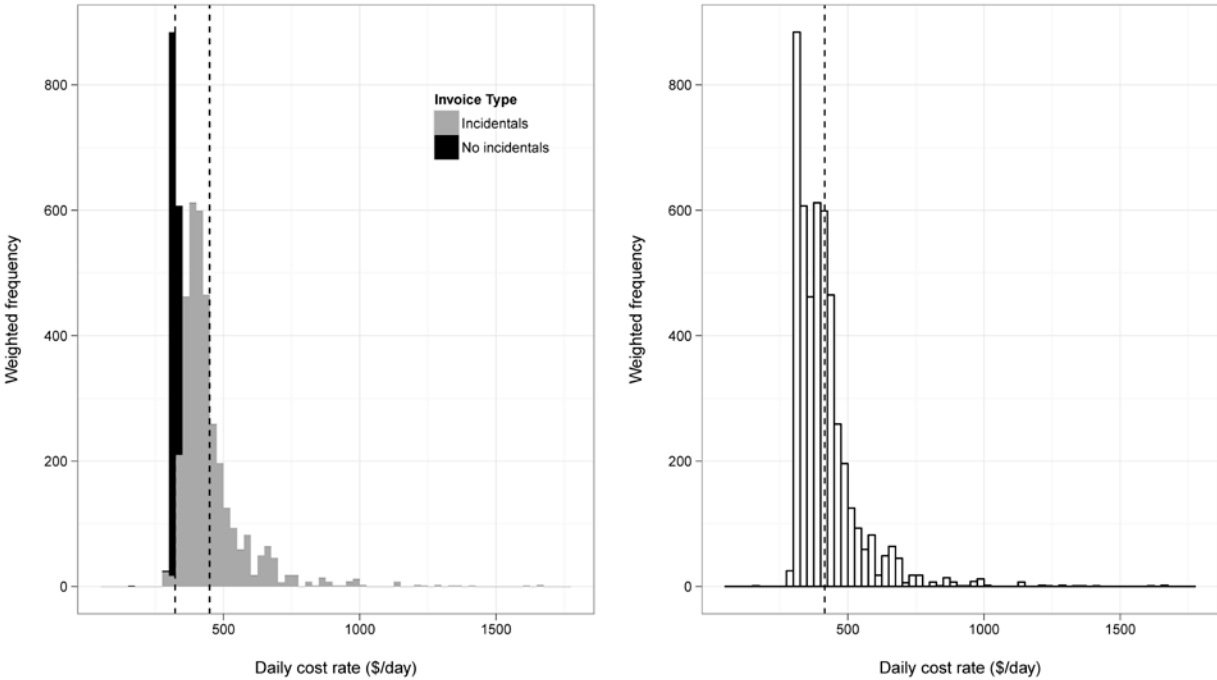 Weighted frequency
800
600
400
200
0
Invoice Type
Incidentals
No incidentals
500
1000
1500
Daily cost rate ($/day)
Weighted frequency
800
600
400
200
0
500
1000
1500
Daily cost rate ($/day)